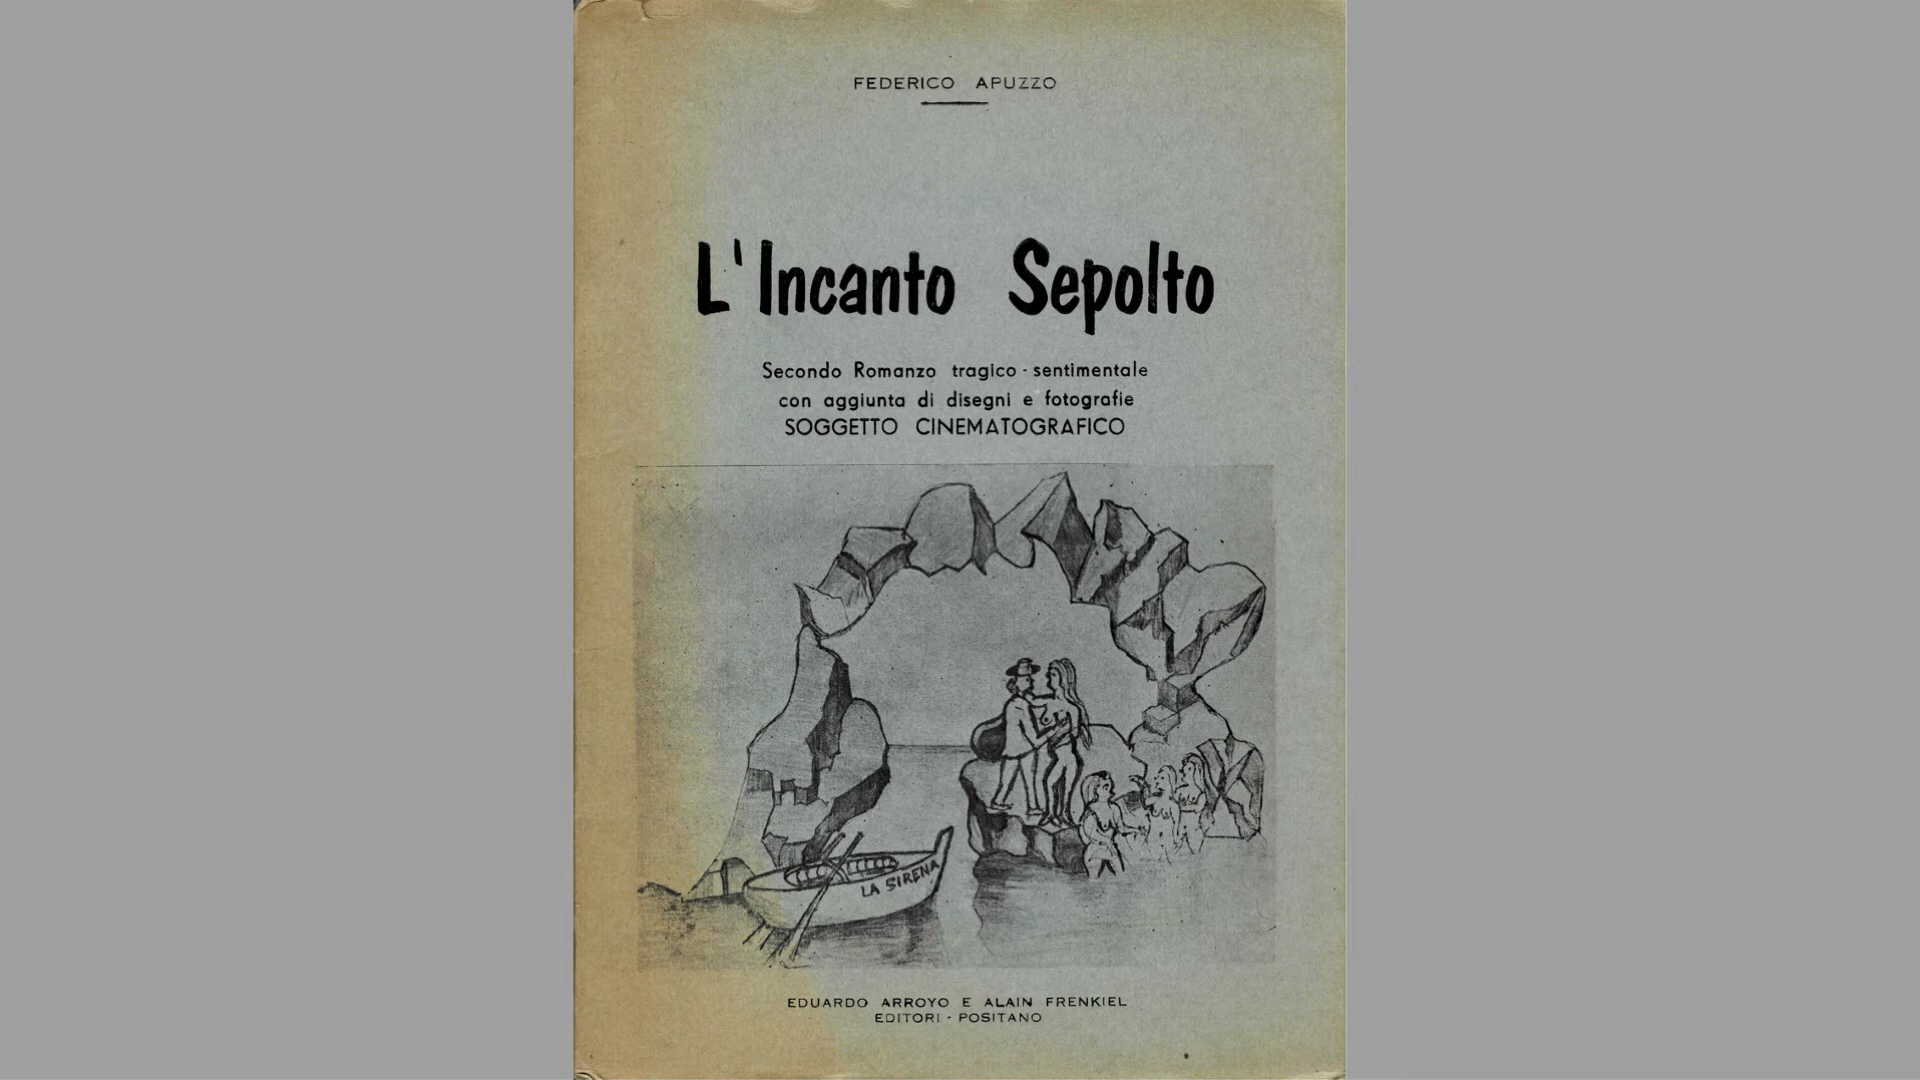 FEDERICO APUZZO
L'Incanto Sepolto
Secondo Romanzo tragico - sentimentale
con aggiunta di disegni e fotografie
SOGGETTO CINEMATOGRAFICO
LA SIRENA
EDUARDO ARROYO E ALAIN FRENKIEL
EDITORI - POSITANO